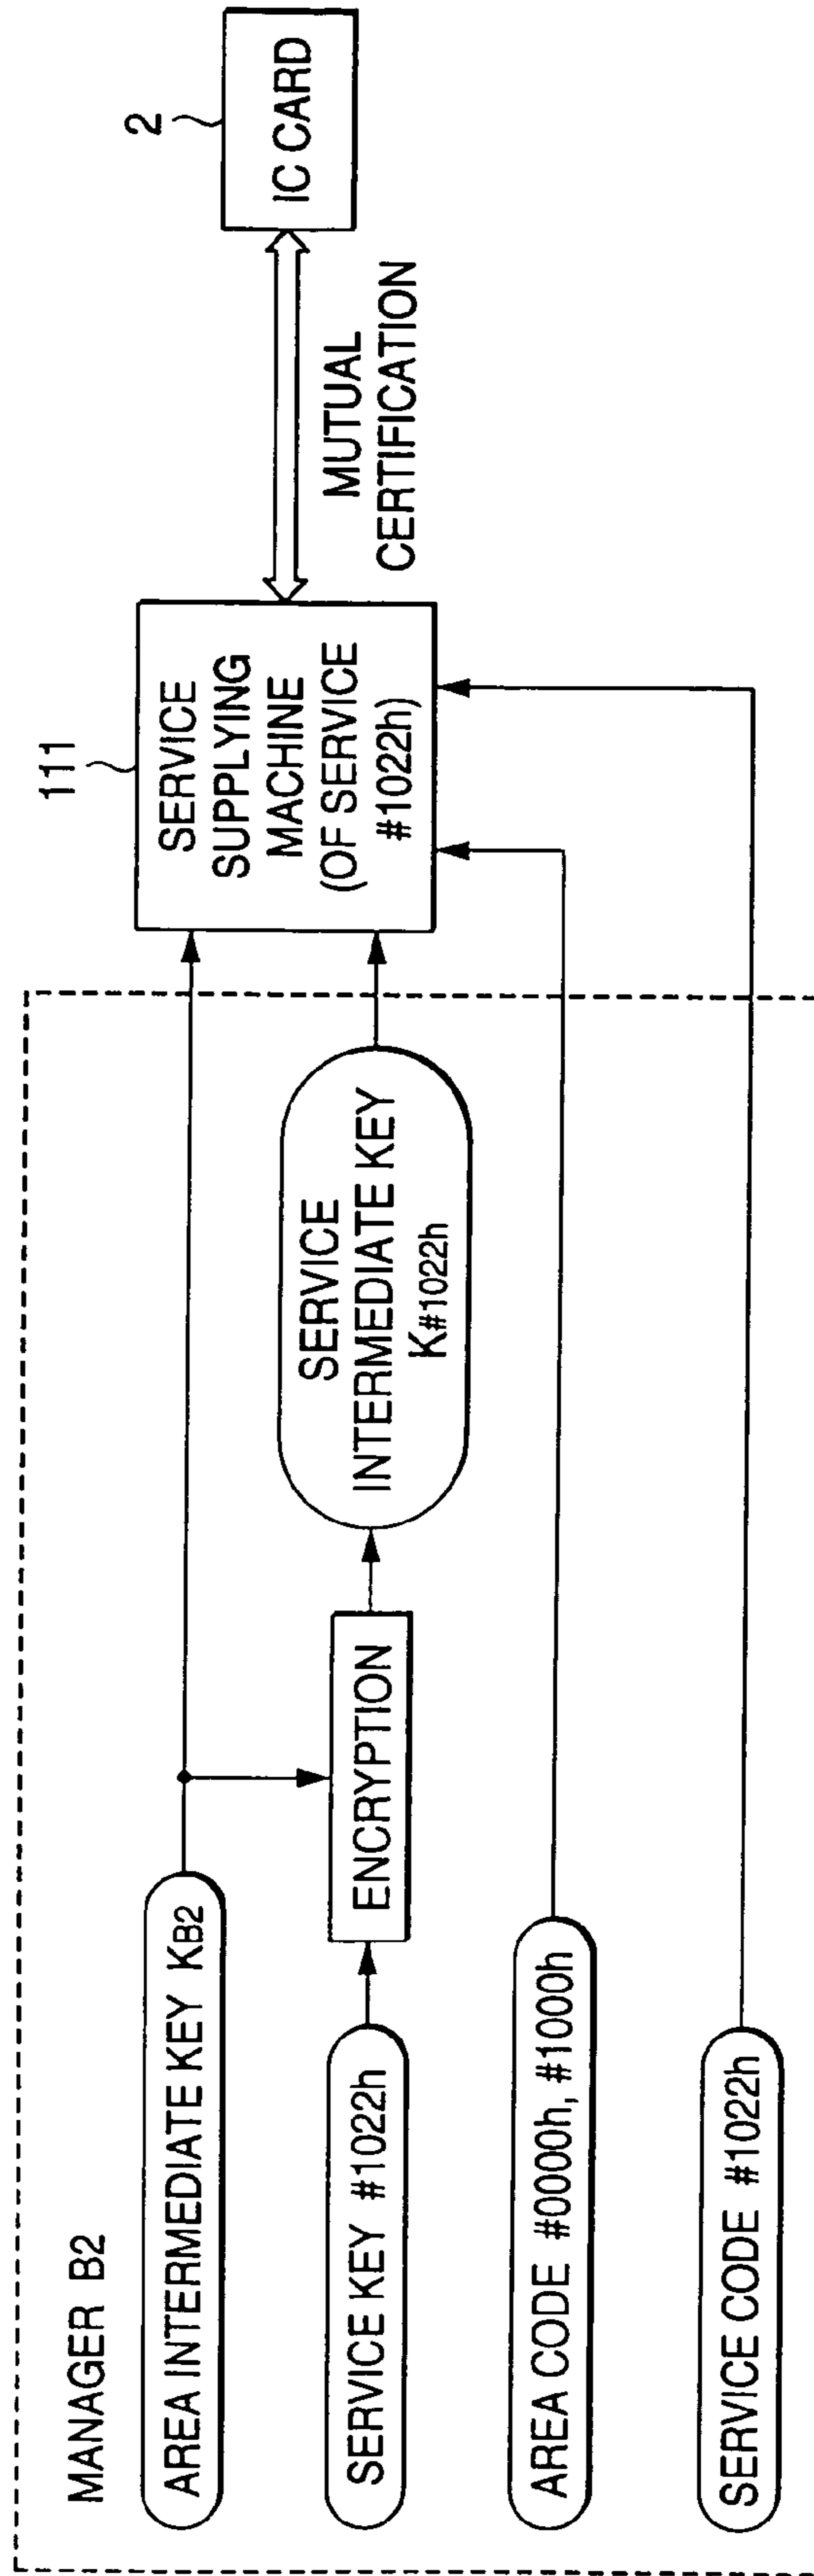 MANAGER B2
AREA INTERMEDIATE KEY KB2
SERVICE KEY #1022h
AREA CODE #0000h, #1000h
SERVICE CODE #1022h
ENCRYPTION
SERVICE
INTERMEDIATE KEY
K#1022h
111
SERVICE
SUPPLYING
MACHINE
(OF SERVICE
#1022h)
MUTUAL
CERTIFICATION
2
IC CARD